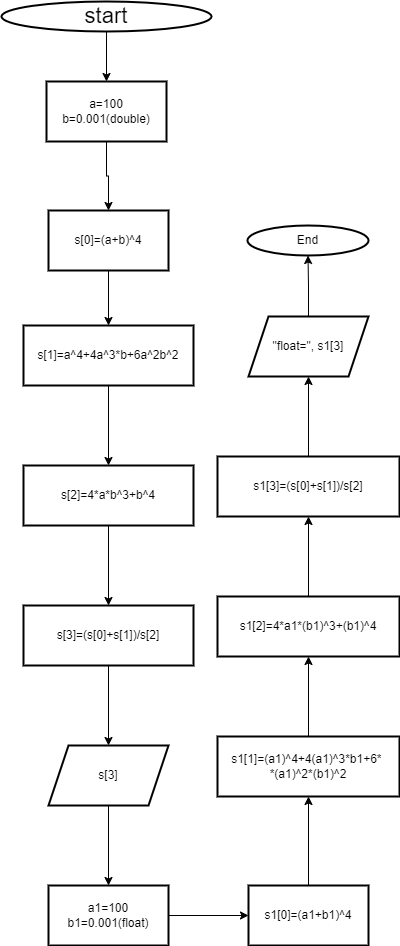 start
a=100
b=0.001(double)
s[0]=(a+b)^4
s[1]=a^4+4a^3*b+6a^2b^2
s[2]=4*a*b^3+b^4
s[3]=(s[0]+s[1])/s[2]
s[3]
a1=100
b1=0.001(float)
s1[0]=(a1+b1)^4
s1[1]=(a1)^4+4(a1)^3*b1+6*
*(a1)^2*(b1)^2
s1[2]=4*a1*(b1)^3+(b1)^4
s1[3]=(s[0]+s[1])/s[2]
"float=", s1[3]
End